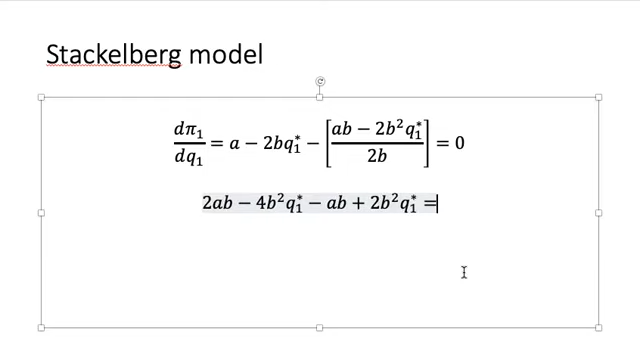 Stackelberg model
dπ₁/dq₁ = a − 2bq₁* − [(ab − 2b²q₁*)/2b] = 0
2ab − 4b²q₁* − ab + 2b²q₁* =